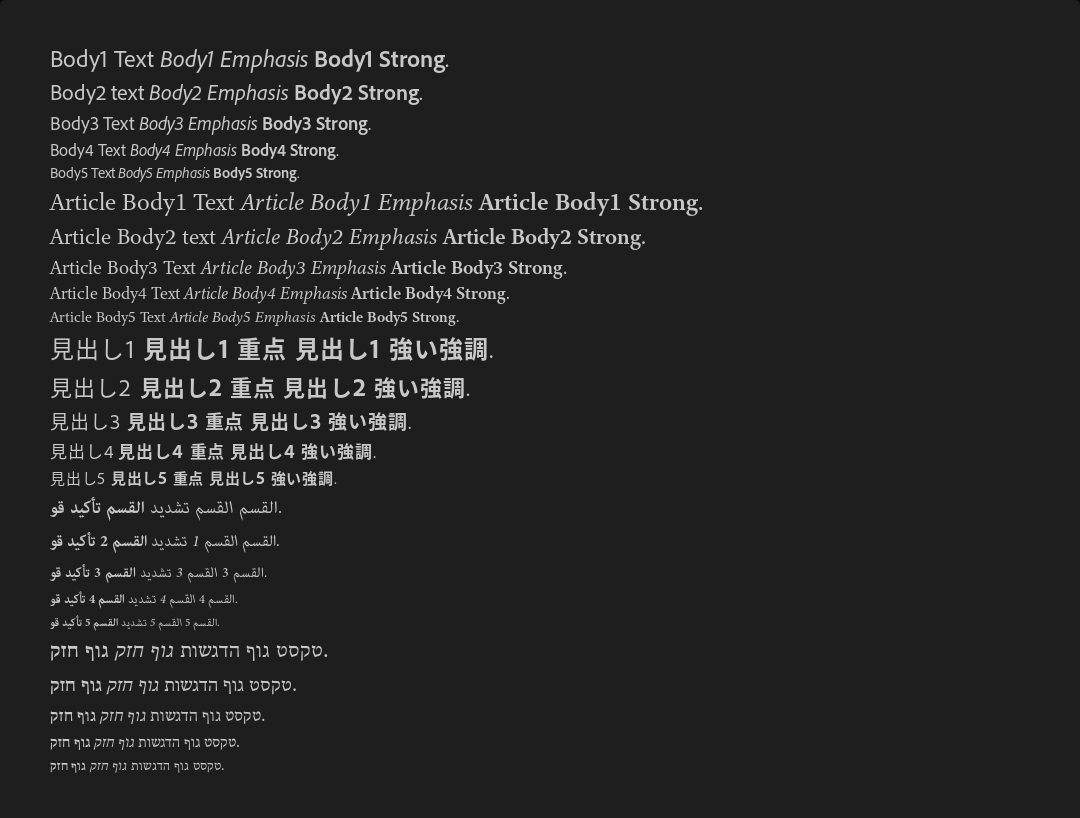 Body1 Text Body1 Emphasis Body1 Strong.
Body2 text Body2 Emphasis Body2 Strong.
Body3 Text Body3 Emphasis Body3 Strong.
Body4 Text Body4 Emphasis Body4 Strong.
Body5 Text Body5 Emphasis Body5 Strong.
Article Body1 Text Article Body1 Emphasis Article Body1 Strong.
Article Body2 text Article Body2 Emphasis Article Body2 Strong.
Article Body3 Text Article Body3 Emphasis Article Body3 Strong.
Article Body4 Text Article Body4 Emphasis Article Body4 Strong.
Article Body5 Text Article Body5 Emphasis Article Body5 Strong.
見出し1 見出し1 重点 見出し1 強い強調.
見出し2 見出し2 重点 見出し2 強い強調.
見出し3 見出し3 重点 見出し3 強い強調.
見出し4 見出し4 重点 見出し4 強い強調.
見出し5 見出し5 重点 見出し5 強い強調.
القسم القسم تشديد القسم تأكيد قو.
القسم القسم 1 تشديد القسم 2 تأكيد قو.
القسم 3 القسم 3 تشديد القسم 3 تأكيد قو.
القسم 4 القسم 4 تشديد القسم 4 تأكيد قو.
القسم 5 القسم 5 تشديد القسم 5 تأكيد قو.
טקסט גוף הדגשות גוף חזק גוף חזק.
טקסט גוף הדגשות גוף חזק גוף חזק.
טקסט גוף הדגשות גוף חזק גוף חזק.
טקסט גוף הדגשות גוף חזק גוף חזק.
טקסט גוף הדגשות גוף חזק גוף חזק.